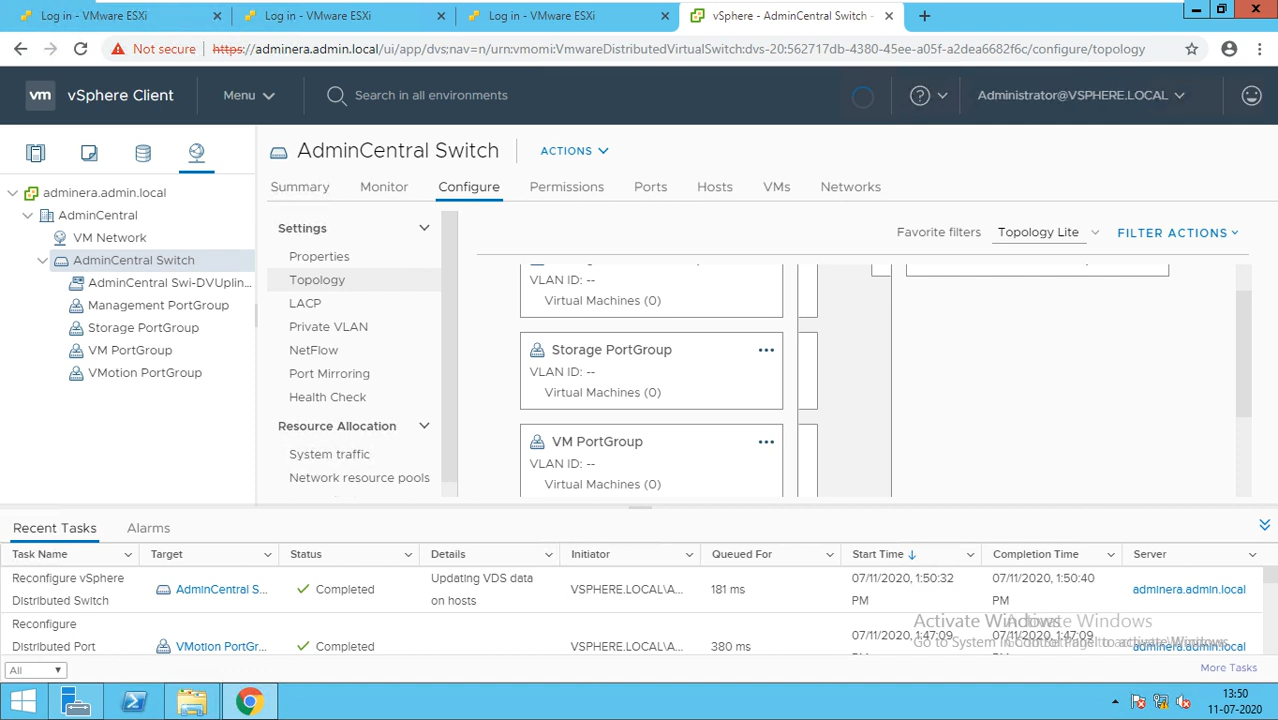 Log in - VMware ESXi
Log in - VMware ESXi
Log in - VMware ESXi
vSphere - AdminCentral Switch -
Not secure
https://adminera.admin.local/ui/app/dvs;nav=n/urn:vmomi:VmwareDistributedVirtualSwitch:dvs-20:562717db-4380-45ee-a05f-a2dea6682f6c/configure/topology
vm
vSphere Client
Menu
Search in all environments
Administrator@VSPHERE.LOCAL
adminera.admin.local
AdminCentral
VM Network
AdminCentral Switch
AdminCentral Swi-DVUplin...
Management PortGroup
Storage PortGroup
VM PortGroup
VMotion PortGroup
AdminCentral Switch
ACTIONS
Summary
Monitor
Configure
Permissions
Ports
Hosts
VMs
Networks
Settings
Properties
Topology
LACP
Private VLAN
NetFlow
Port Mirroring
Health Check
Resource Allocation
System traffic
Network resource pools
Favorite filters
Topology Lite
FILTER ACTIONS
VLAN ID: --
Virtual Machines (0)
Storage PortGroup
VLAN ID: --
Virtual Machines (0)
VM PortGroup
VLAN ID: --
Virtual Machines (0)
Recent Tasks
Alarms
Task Name
Target
Status
Details
Initiator
Queued For
Start Time
Completion Time
Server
Reconfigure vSphere
Distributed Switch
AdminCentral S...
Completed
Updating VDS data
on hosts
VSPHERE.LOCAL\A...
181 ms
07/11/2020, 1:50:32
PM
07/11/2020, 1:50:40
PM
adminera.admin.local
Reconfigure
Distributed Port
VMotion PortGr...
Completed
VSPHERE.LOCAL\A...
380 ms
07/11/2020, 1:47:09
07/11/2020, 1:47:09
adminera.admin.local
Activate Windows
Go to System in Control Panel to activate Windows.
All
More Tasks
13:50
11-07-2020